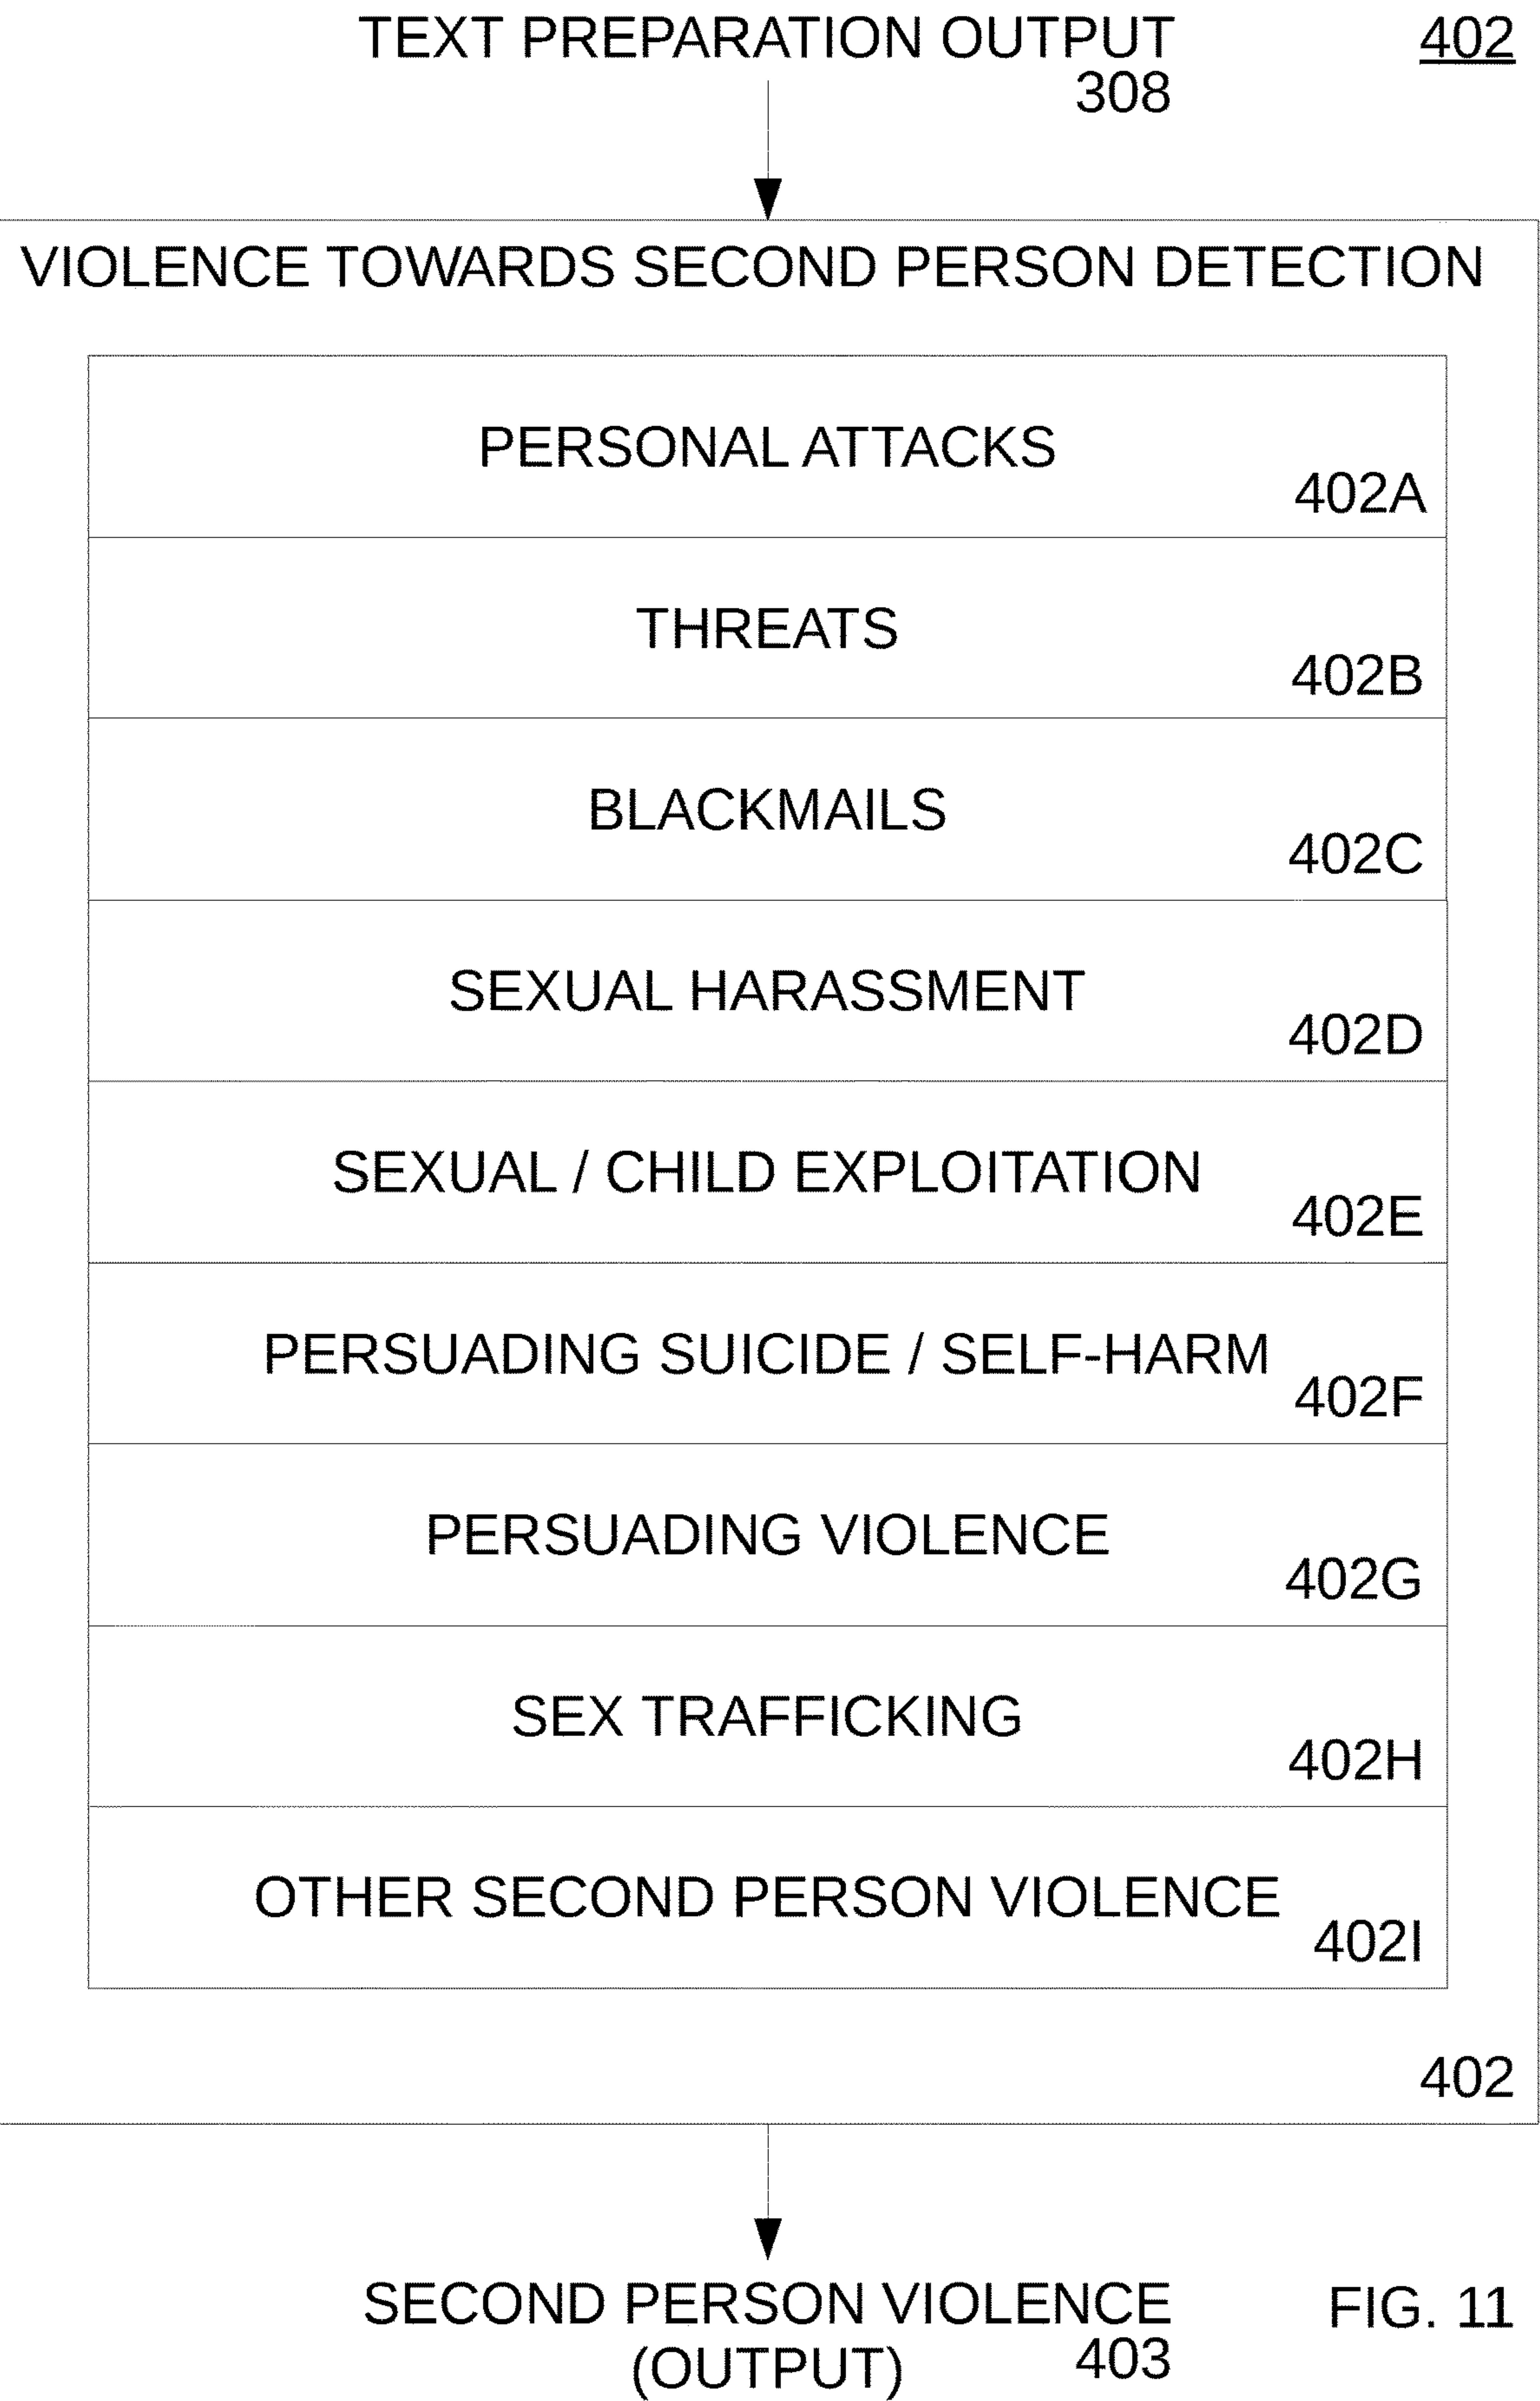 TEXT PREPARATION OUTPUT 402
308
VIOLENCE TOWARDS SECOND PERSON DETECTION
PERSONAL ATTACKS
402A
THREATS
402B
BLACKMAILS
402C
SEXUAL HARASSMENT
402D
SEXUAL / CHILD EXPLOITATION
402E
PERSUADING SUICIDE / SELF-HARM
402F
PERSUADING VIOLENCE
402G
SEX TRAFFICKING
402H
OTHER SECOND PERSON VIOLENCE
402I
402
SECOND PERSON VIOLENCE FIG. 11
(OUTPUT) 403